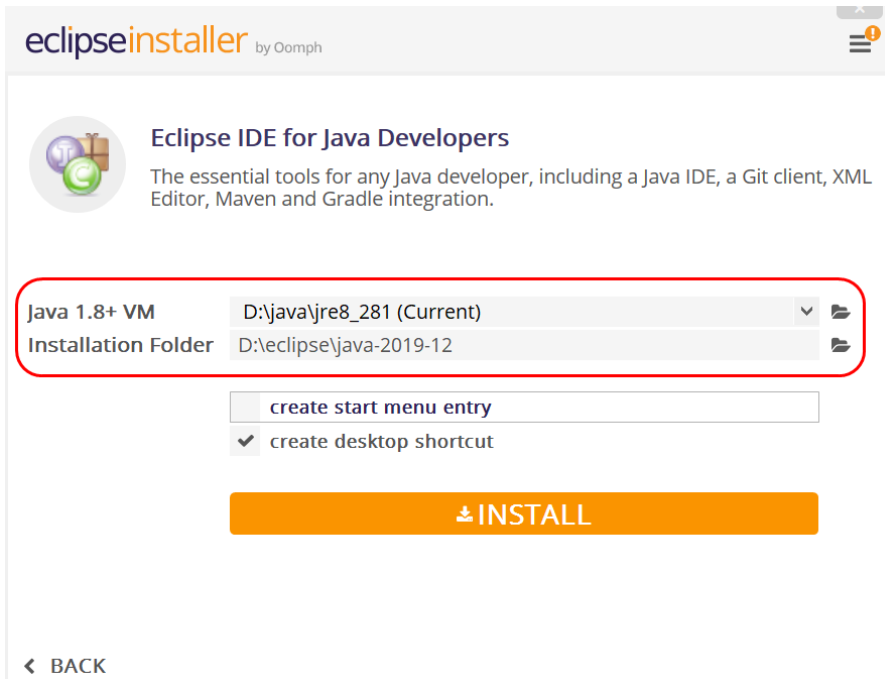 eclipseinstaller by Oomph
Eclipse IDE for Java Developers
The essential tools for any Java developer, including a Java IDE, a Git client, XML
Editor, Maven and Gradle integration.
Java 1.8+ VM D:\java\jre8_281 (Current)
Installation Folder D:\eclipse\java-2019-12
create start menu entry
create desktop shortcut
INSTALL
BACK